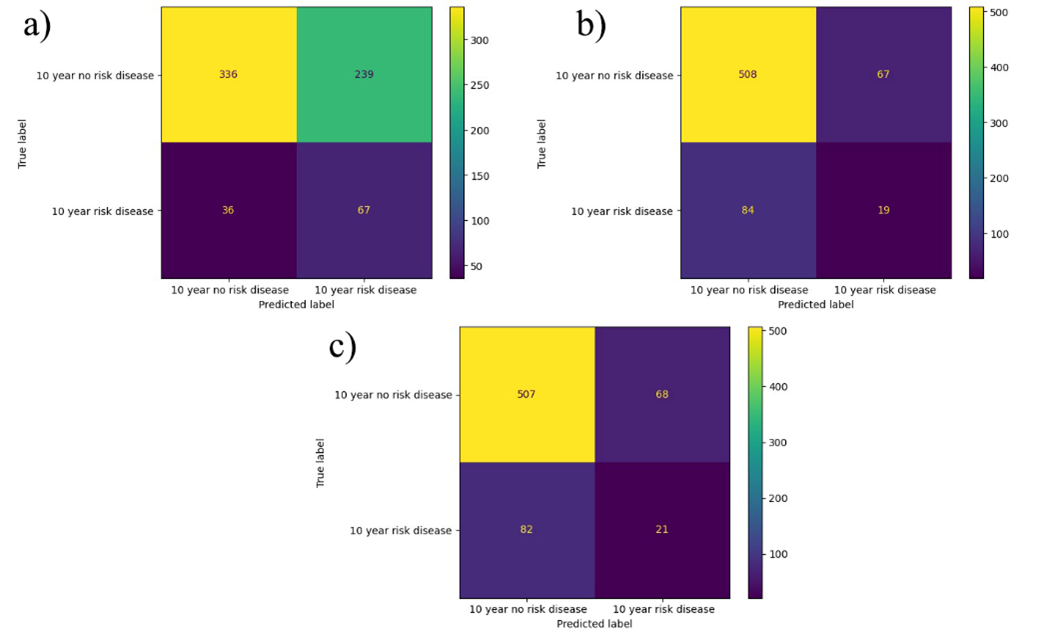 a)
10 year no risk disease
336
239
10 year risk disease
36
67
True label
10 year no risk disease
10 year risk disease
Predicted label
300
250
200
150
100
50
b)
10 year no risk disease
508
67
10 year risk disease
84
19
True label
10 year no risk disease
10 year risk disease
Predicted label
500
400
300
200
100
c)
10 year no risk disease
507
68
10 year risk disease
82
21
True label
10 year no risk disease
10 year risk disease
Predicted label
500
400
300
200
100